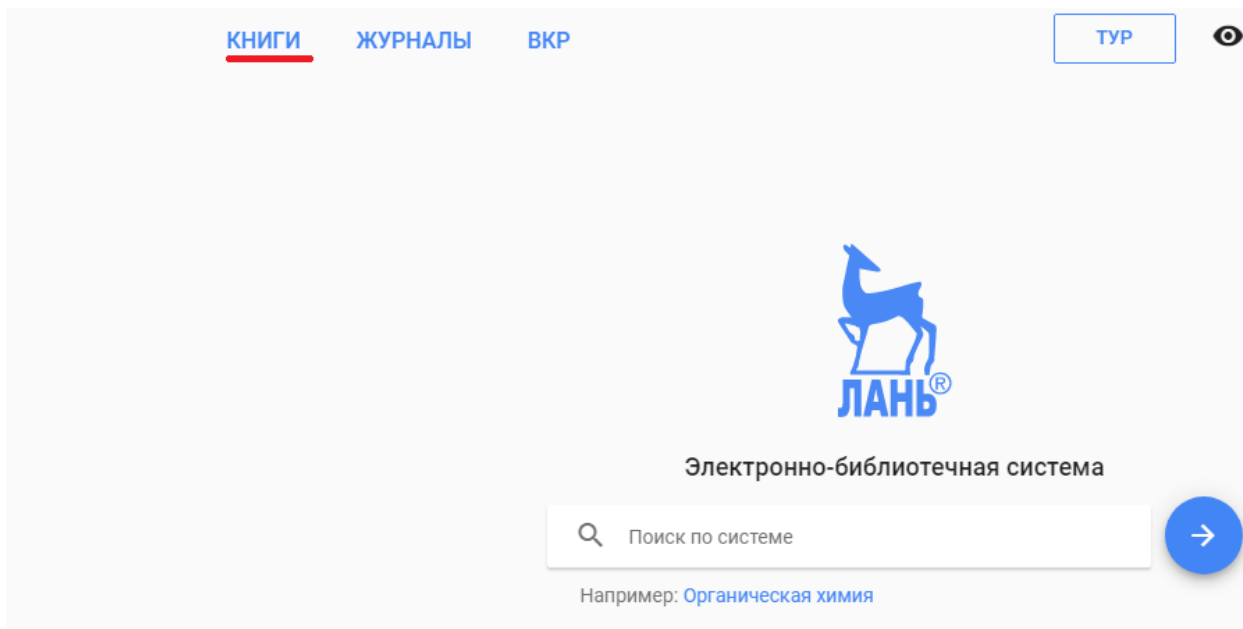 КНИГИ ЖУРНАЛЫ ВКР ТУР
ЛАНЬ®
Электронно-библиотечная система
Поиск по системе
Например: Органическая химия